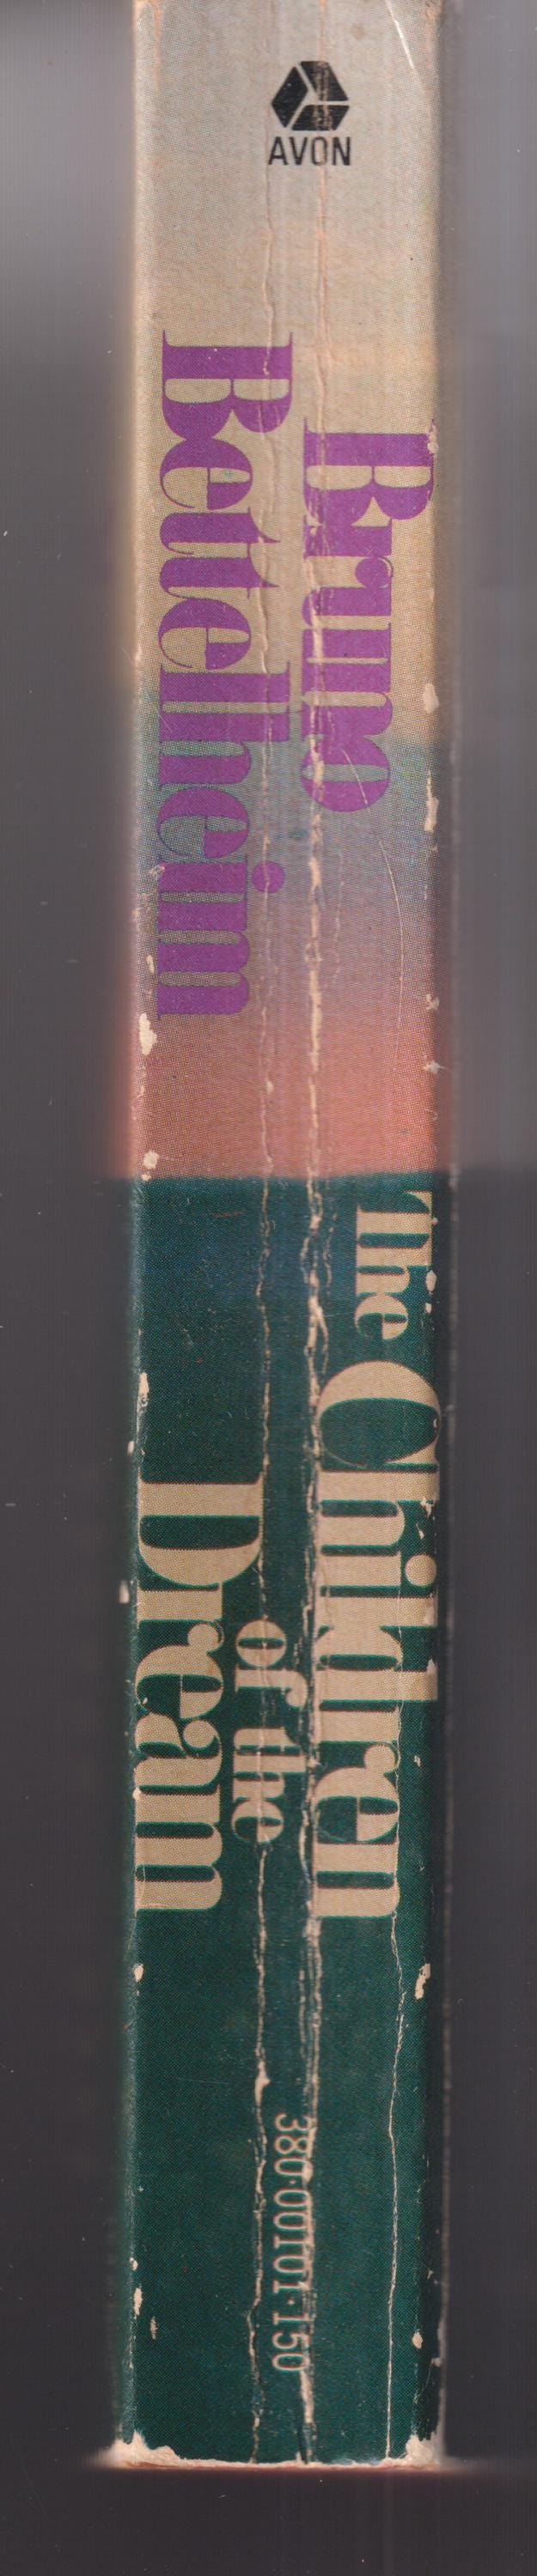 AVON
Bruno
Bettelheim
The Children
of the
Dream
380-00101-150